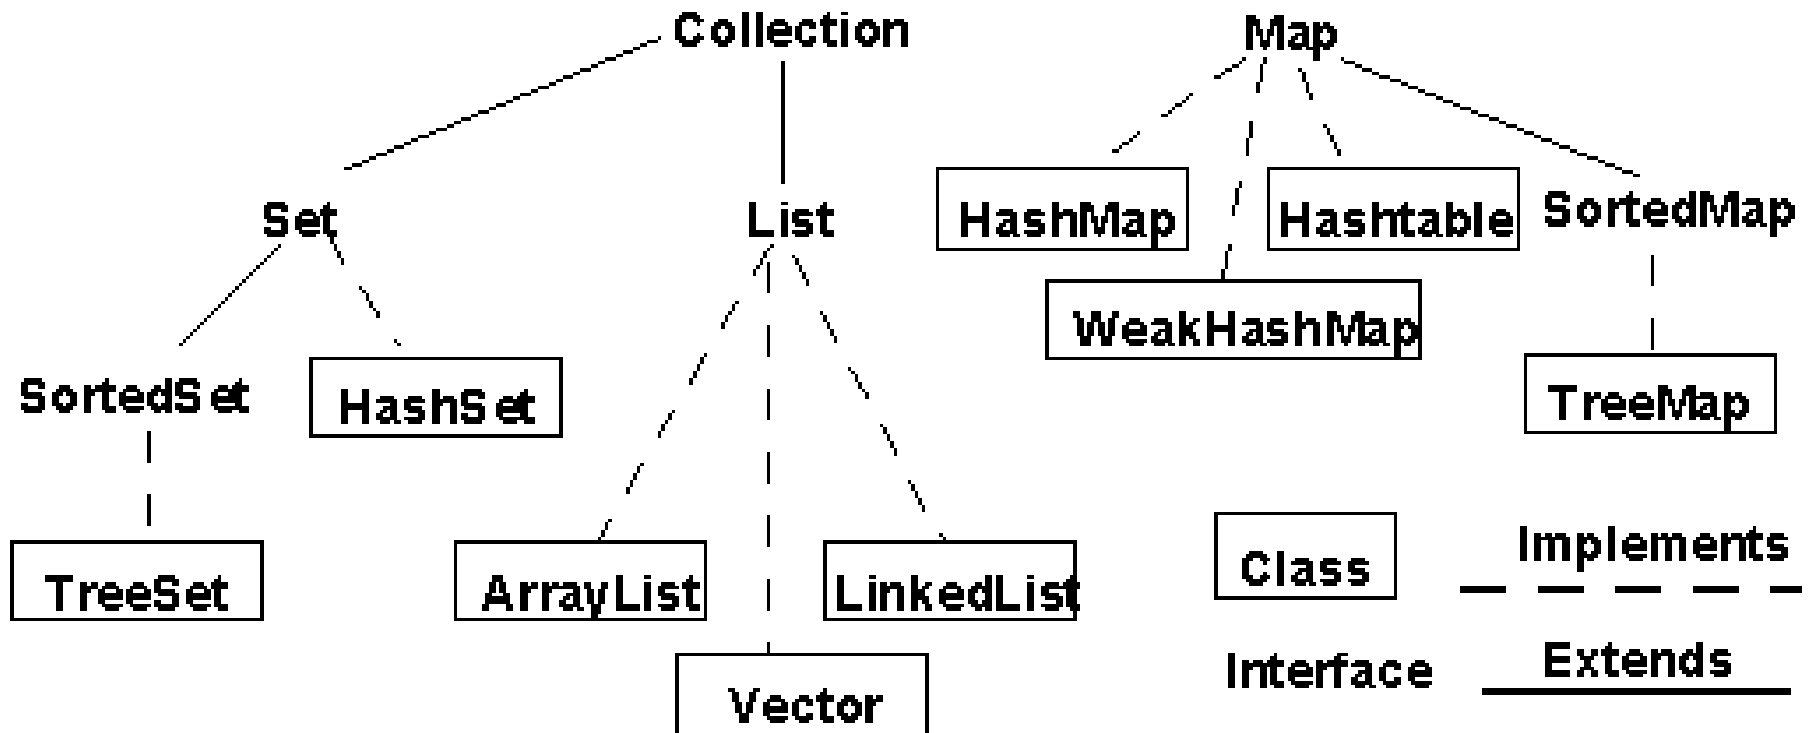 Collection
Map
Set
List
HashMap
Hashtable
SortedMap
WeakHashMap
SortedSet
HashSet
TreeMap
TreeSet
ArrayList
LinkedList
Vector
Class
Implements
Interface
Extends